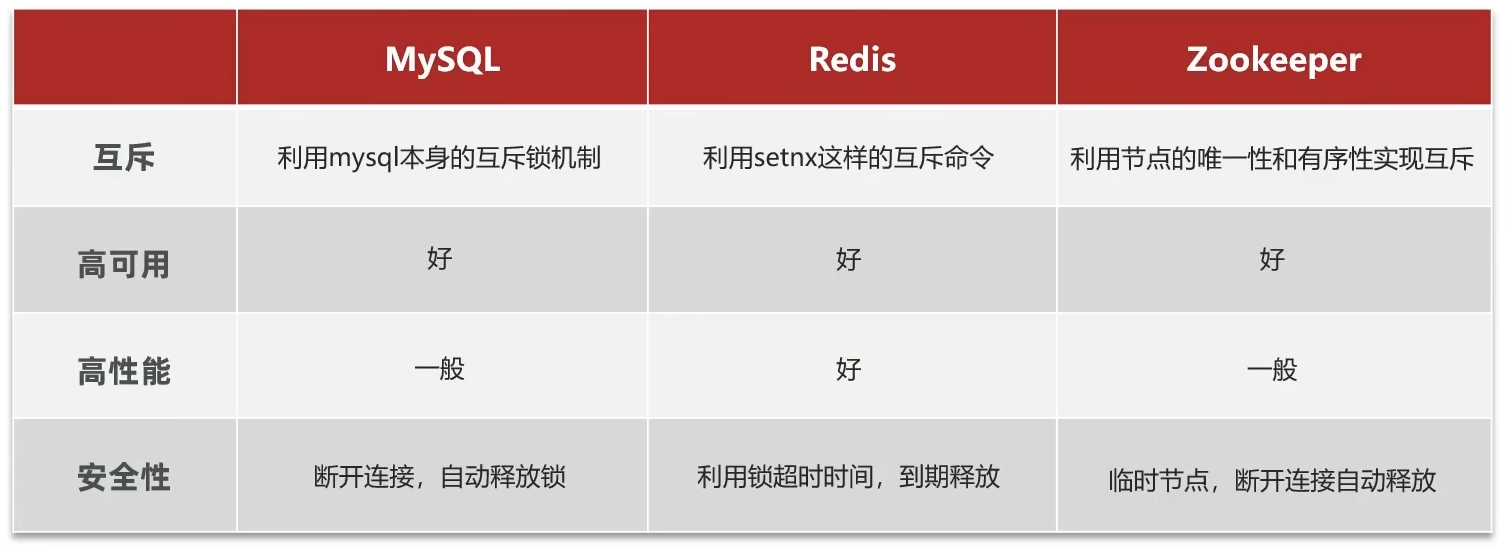 MySQL Redis Zookeeper
互斥 利用mysql本身的互斥锁机制 利用setnx这样的互斥命令 利用节点的唯一性和有序性实现互斥
高可用 好 好 好
高性能 一般 好 一般
安全性 断开连接，自动释放锁 利用锁超时时间，到期释放 临时节点，断开连接自动释放